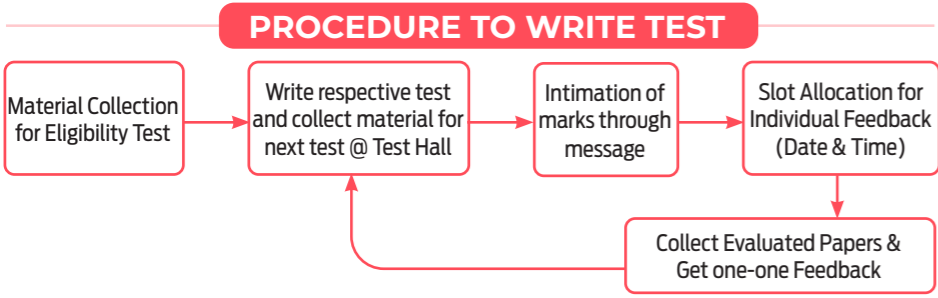 PROCEDURE TO WRITE TEST
Material Collection
for Eligibility Test
Write respective test
and collect material for
next test @ Test Hall
Intimation of
marks through
message
Slot Allocation for
Individual Feedback
(Date & Time)
Collect Evaluated Papers &
Get one-one Feedback